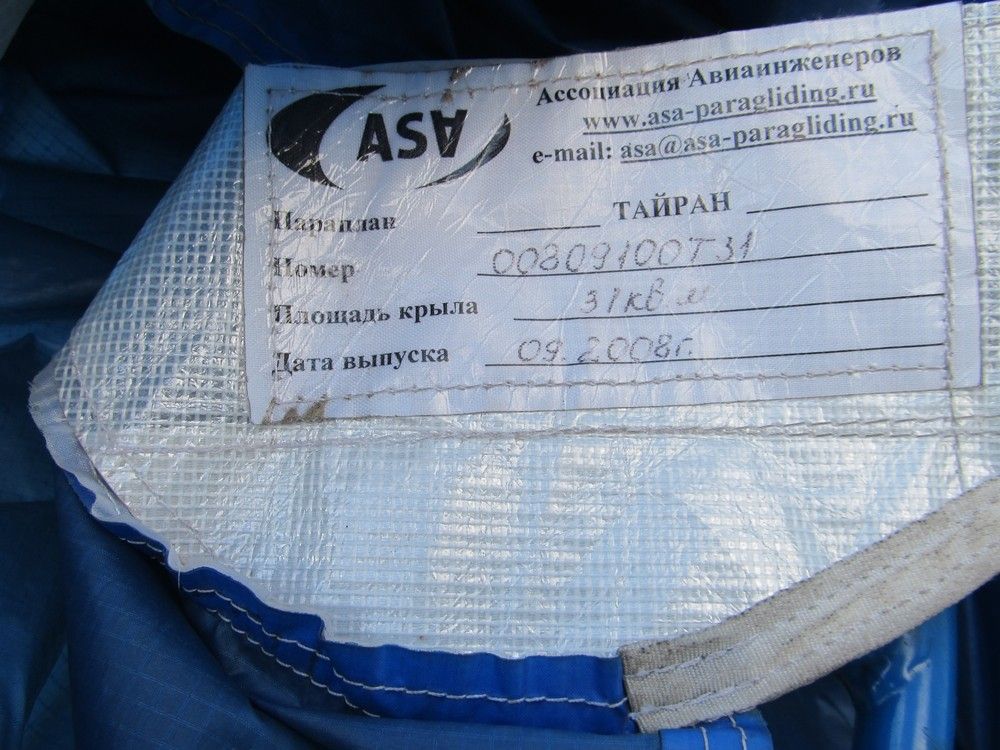 ASA
Ассоциация Авиаинженеров
www.asa-paragliding.ru
e-mail: asa@asa-paragliding.ru
Параплан ТАЙРАН
Номер 00809100Т31
Площадь крыла 31кв м
Дата выпуска 09. 2008г.